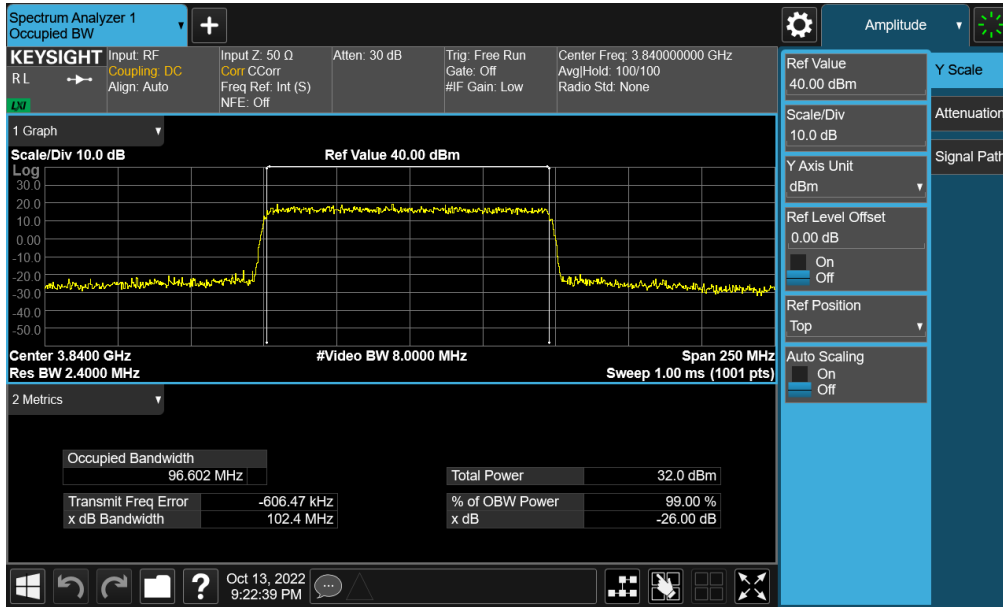 Spectrum Analyzer 1
Occupied BW
+
Amplitude
KEYSIGHT
R L
LXI
Input: RF
Coupling: DC
Align: Auto
Input Z: 50 Ω
Corr CCorr
Freq Ref: Int (S)
NFE: Off
Atten: 30 dB
Trig: Free Run
Gate: Off
#IF Gain: Low
Center Freq: 3.840000000 GHz
Avg|Hold: 100/100
Radio Std: None
1 Graph
Scale/Div 10.0 dB
Ref Value 40.00 dBm
Log
30.0
20.0
10.0
0.00
-10.0
-20.0
-30.0
-40.0
-50.0
Center 3.8400 GHz
#Video BW 8.0000 MHz
Span 250 MHz
Res BW 2.4000 MHz
Sweep 1.00 ms (1001 pts)
2 Metrics
Occupied Bandwidth
96.602 MHz
Transmit Freq Error -606.47 kHz
x dB Bandwidth 102.4 MHz
Total Power 32.0 dBm
% of OBW Power 99.00 %
x dB -26.00 dB
Ref Value
40.00 dBm
Scale/Div
10.0 dB
Y Axis Unit
dBm
Ref Level Offset
0.00 dB
On
Off
Ref Position
Top
Auto Scaling
On
Off
Y Scale
Attenuation
Signal Path
?
Oct 13, 2022
9:22:39 PM